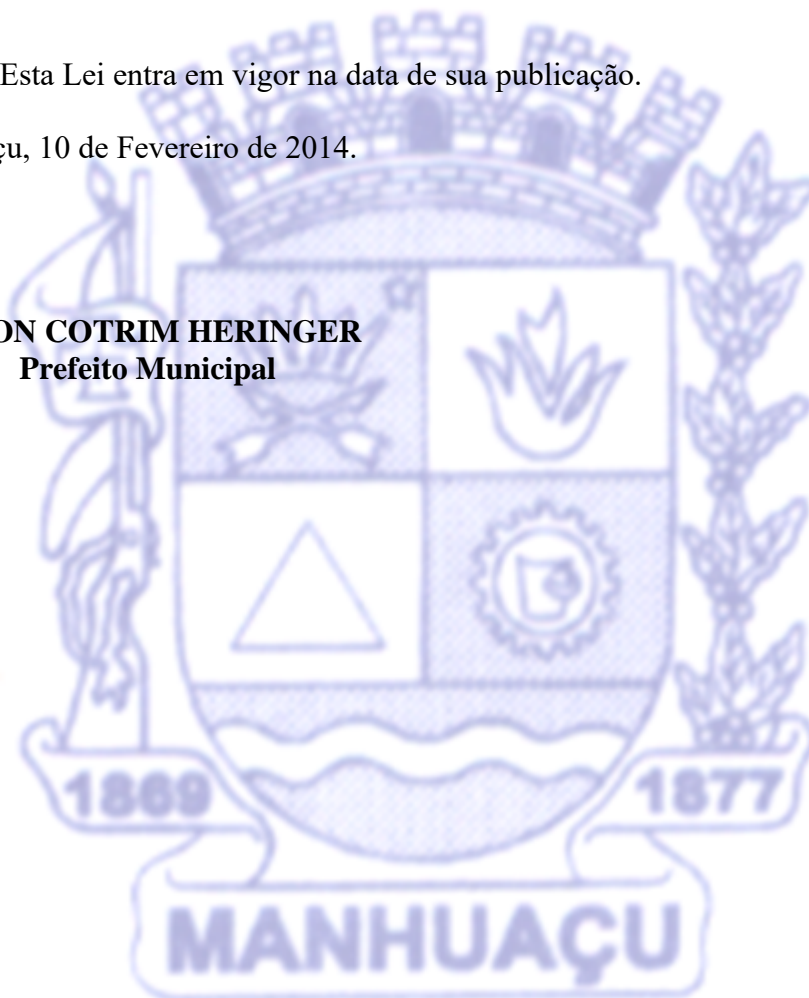 Esta Lei entra em vigor na data de sua publicação.
çu, 10 de Fevereiro de 2014.
ON COTRIM HERINGER
Prefeito Municipal
1869
1877
MANHUAÇU